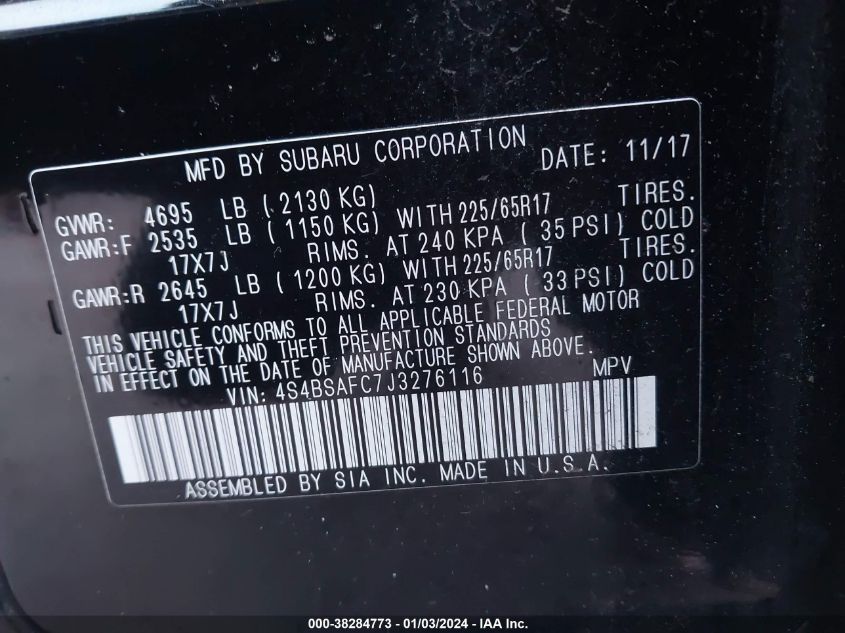 MFD BY SUBARU CORPORATION DATE: 11/17
GVWR: 4695 LB (2130 KG)
GAWR:F 2535 LB (1150 KG) WITH 225/65R17 TIRES.
17X7J RIMS. AT 240 KPA (35 PSI) COLD
GAWR:R 2645 LB (1200 KG) WITH 225/65R17 TIRES.
17X7J RIMS. AT 230 KPA (33 PSI) COLD
THIS VEHICLE CONFORMS TO ALL APPLICABLE FEDERAL MOTOR
VEHICLE SAFETY AND THEFT PREVENTION STANDARDS
IN EFFECT ON THE DATE OF MANUFACTURE SHOWN ABOVE.
VIN: 4S4BSAFC7J3276116 MPV
ASSEMBLED BY SIA INC. MADE IN U.S.A.
000-38284773 - 01/03/2024 - IAA Inc.